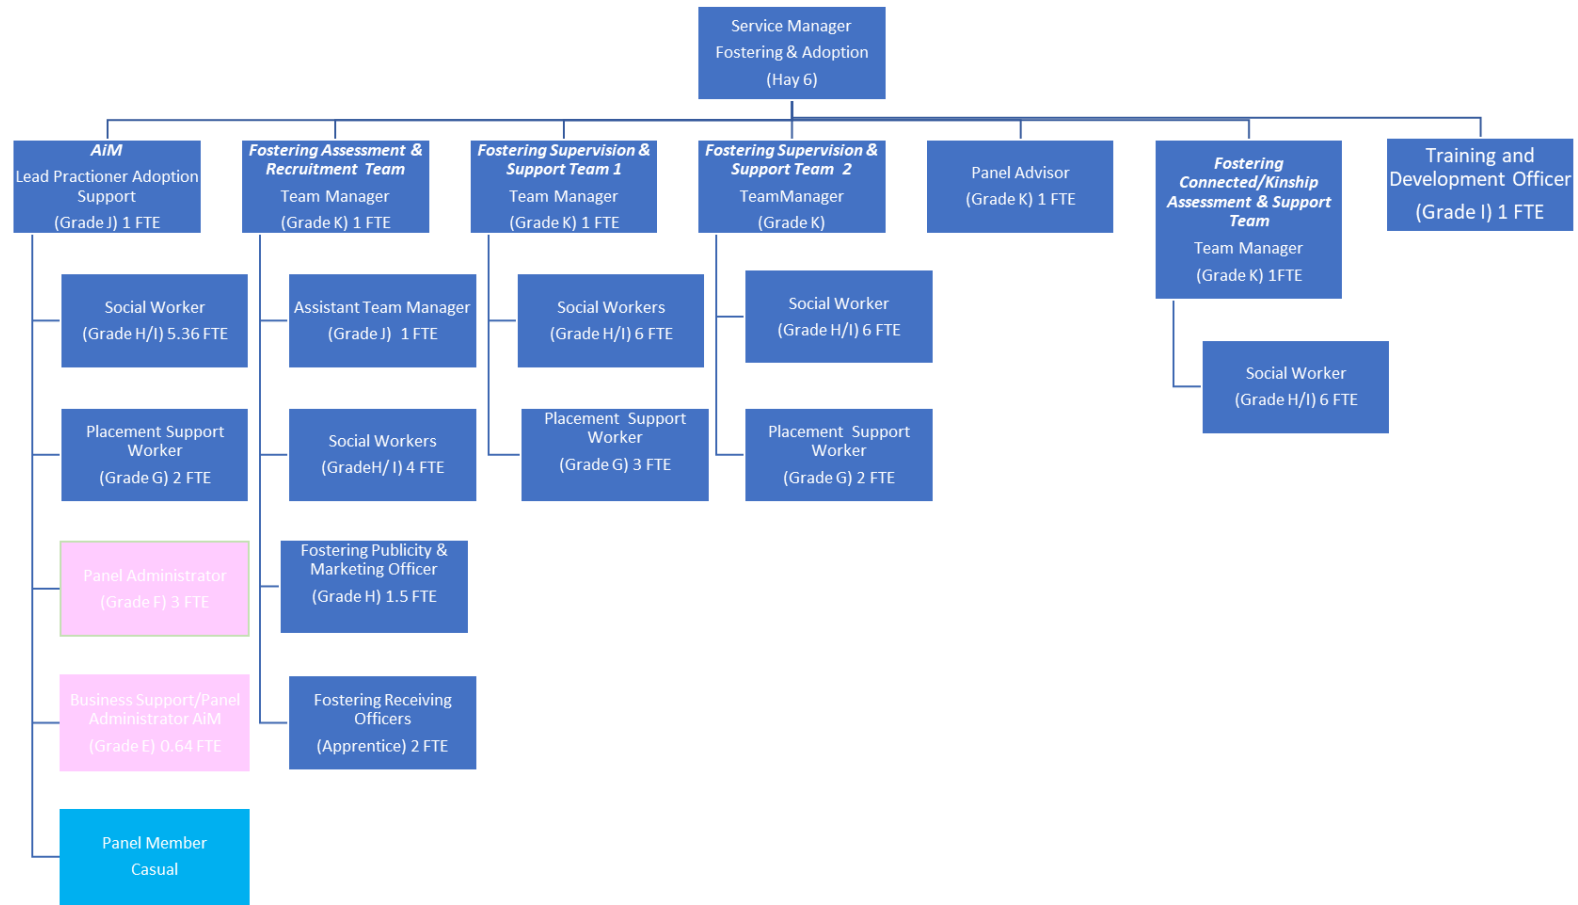 Service Manager
Fostering & Adoption
(Hay 6)
AiM
Lead Practioner Adoption
Support
(Grade J) 1 FTE
Fostering Assessment &
Recruitment Team
Team Manager
(Grade K) 1 FTE
Fostering Supervision &
Support Team 1
Team Manager
(Grade K) 1 FTE
Fostering Supervision &
Support Team 2
TeamManager
(Grade K)
Panel Advisor
(Grade K) 1 FTE
Fostering
Connected/Kinship
Assessment & Support
Team
Team Manager
(Grade K) 1FTE
Training and
Development Officer
(Grade I) 1 FTE
Social Worker
(Grade H/I) 5.36 FTE
Placement Support
Worker
(Grade G) 2 FTE
Panel Administrator
(Grade F) 3 FTE
Business Support/Panel
Administrator AiM
(Grade E) 0.64 FTE
Panel Member
Casual
Assistant Team Manager
(Grade J) 1 FTE
Social Workers
(GradeH/ I) 4 FTE
Fostering Publicity &
Marketing Officer
(Grade H) 1.5 FTE
Fostering Receiving
Officers
(Apprentice) 2 FTE
Social Workers
(Grade H/I) 6 FTE
Placement Support
Worker
(Grade G) 3 FTE
Social Worker
(Grade H/I) 6 FTE
Placement Support
Worker
(Grade G) 2 FTE
Social Worker
(Grade H/I) 6 FTE